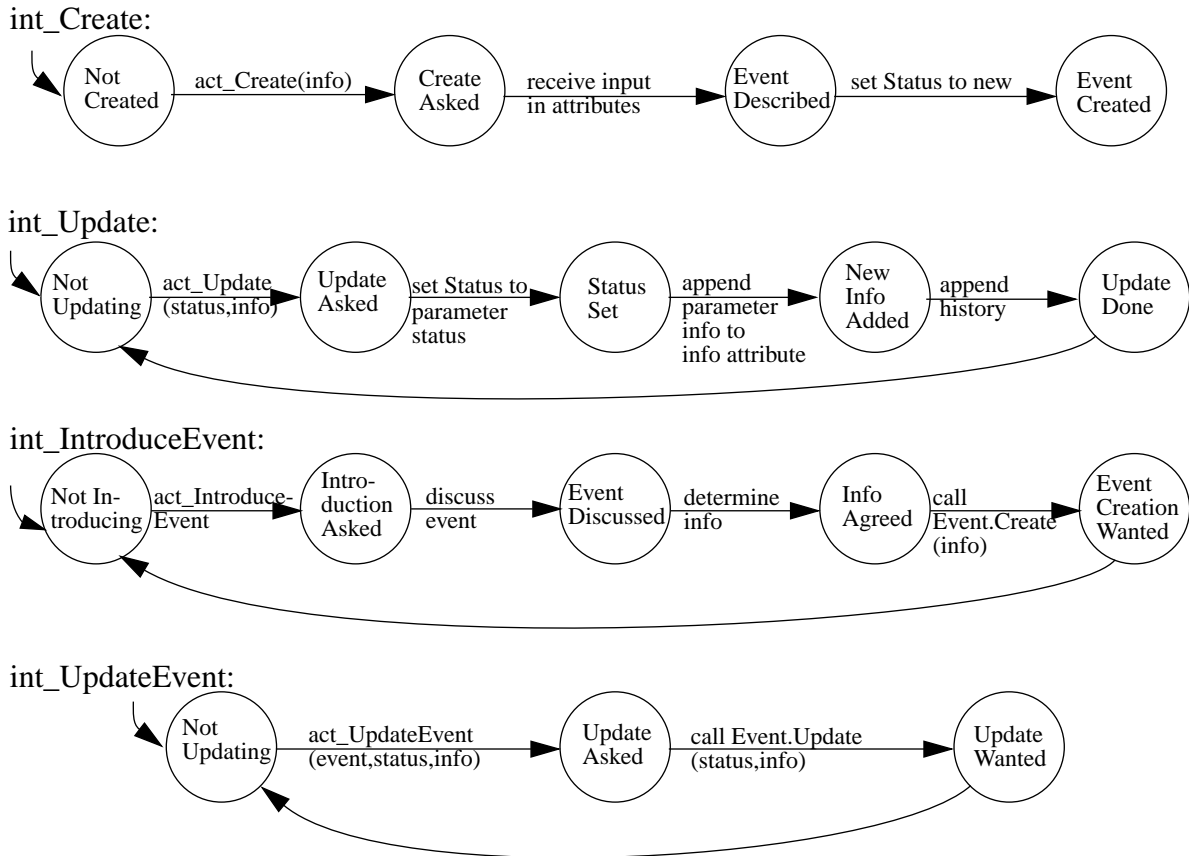 int_Create:
Not
Created
act_Create(info)
Create
Asked
receive input
in attributes
Event
Described
set Status to new
Event
Created
int_Update:
Not
Updating
act_Update
(status,info)
Update
Asked
set Status to
parameter
status
Status
Set
append
parameter
info to
info attribute
New
Info
Added
append
history
Update
Done
int_IntroduceEvent:
Not In-
troducing
act_Introduce-
Event
Intro-
duction
Asked
discuss
event
Event
Discussed
determine
info
Info
Agreed
call
Event.Create
(info)
Event
Creation
Wanted
int_UpdateEvent:
Not
Updating
act_UpdateEvent
(event,status,info)
Update
Asked
call Event.Update
(status,info)
Update
Wanted